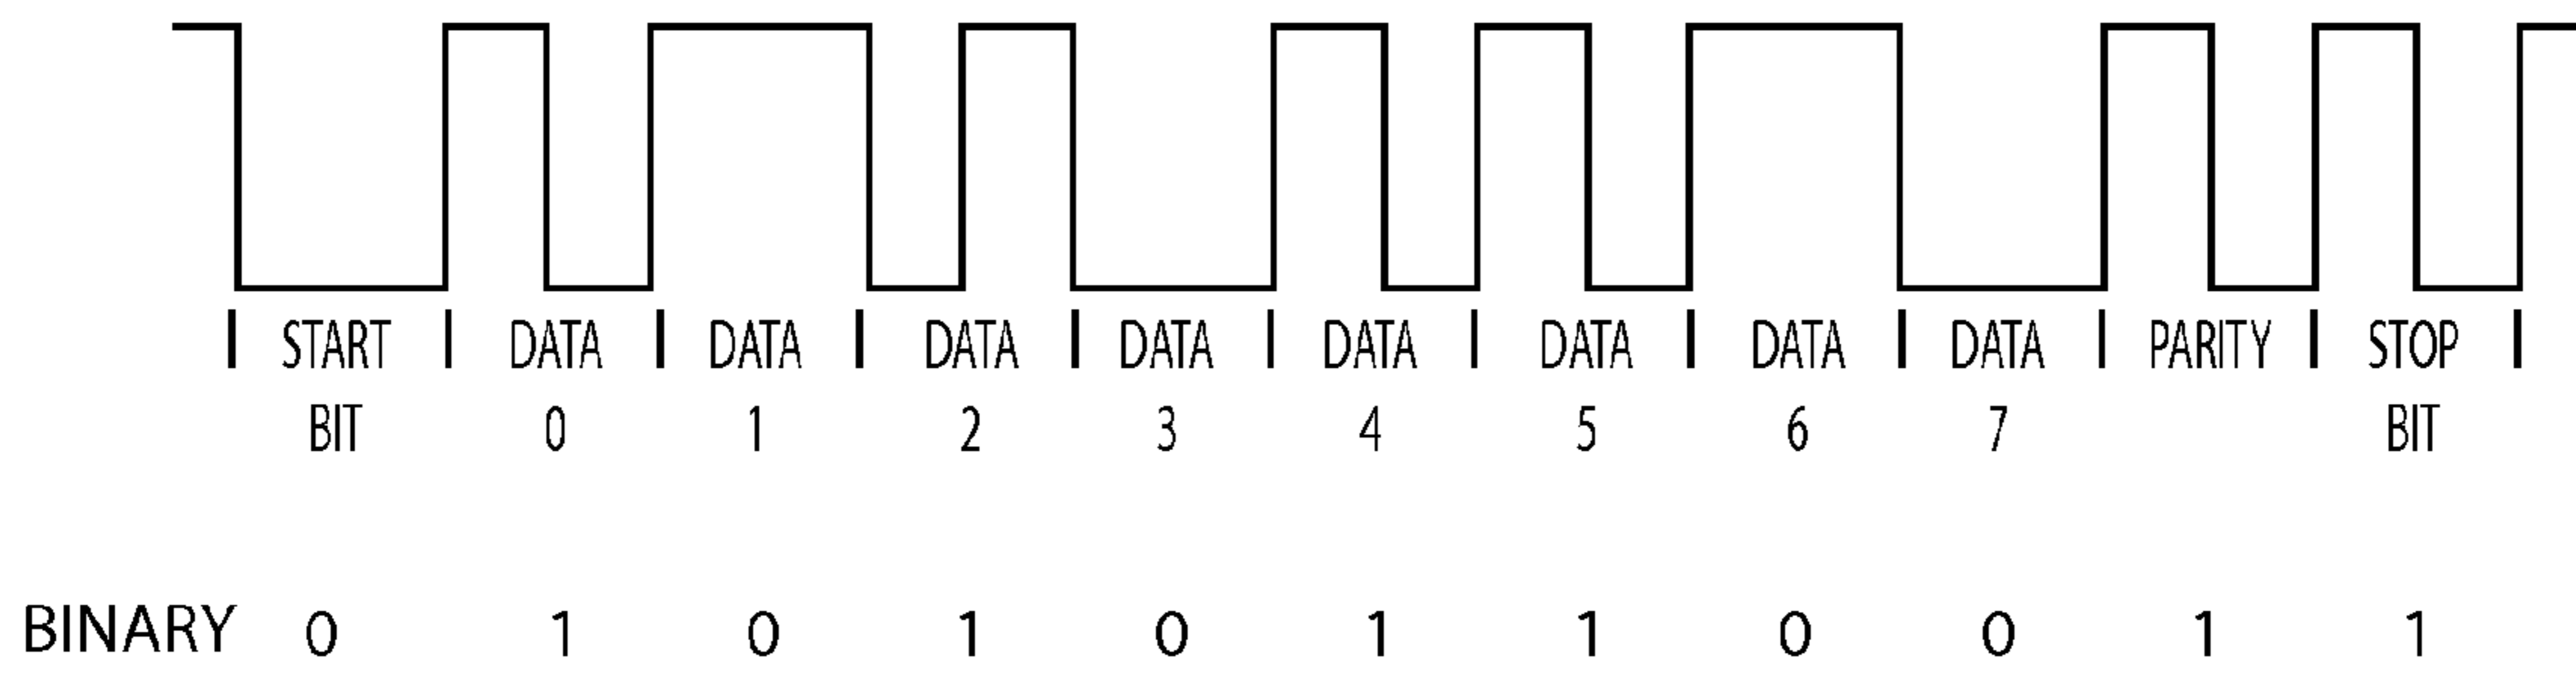 START DATA DATA DATA DATA DATA DATA DATA DATA PARITY STOP
BIT 0 1 2 3 4 5 6 7 BIT
BINARY 0 1 0 1 0 1 1 0 0 1 1